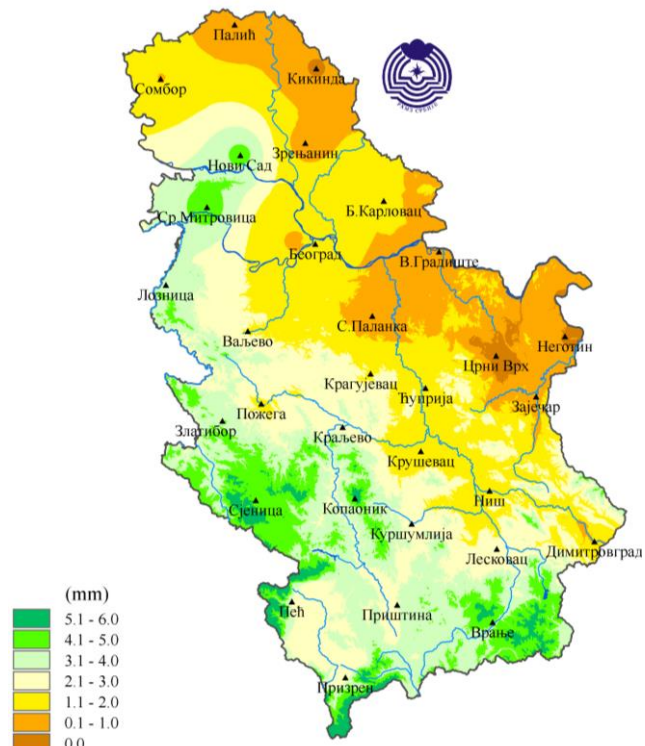 Палић
Кикинда
Сомбор
Зрењанин
Нови Сад
Б.Карловац
Ср.Митровица
Београд
В.Градиште
Лозница
С.Паланка
Ваљево
Неготин
Црни Врх
Крагујевац
Ћуприја
Зајечар
Пожега
Златибор
Краљево
Крушевац
Ниш
Сјеница
Копаоник
Куршумлија
Димитровград
Лесковац
Пећ
Приштина
Врање
Призрен
(mm)
5.1 - 6.0
4.1 - 5.0
3.1 - 4.0
2.1 - 3.0
1.1 - 2.0
0.1 - 1.0
0.0